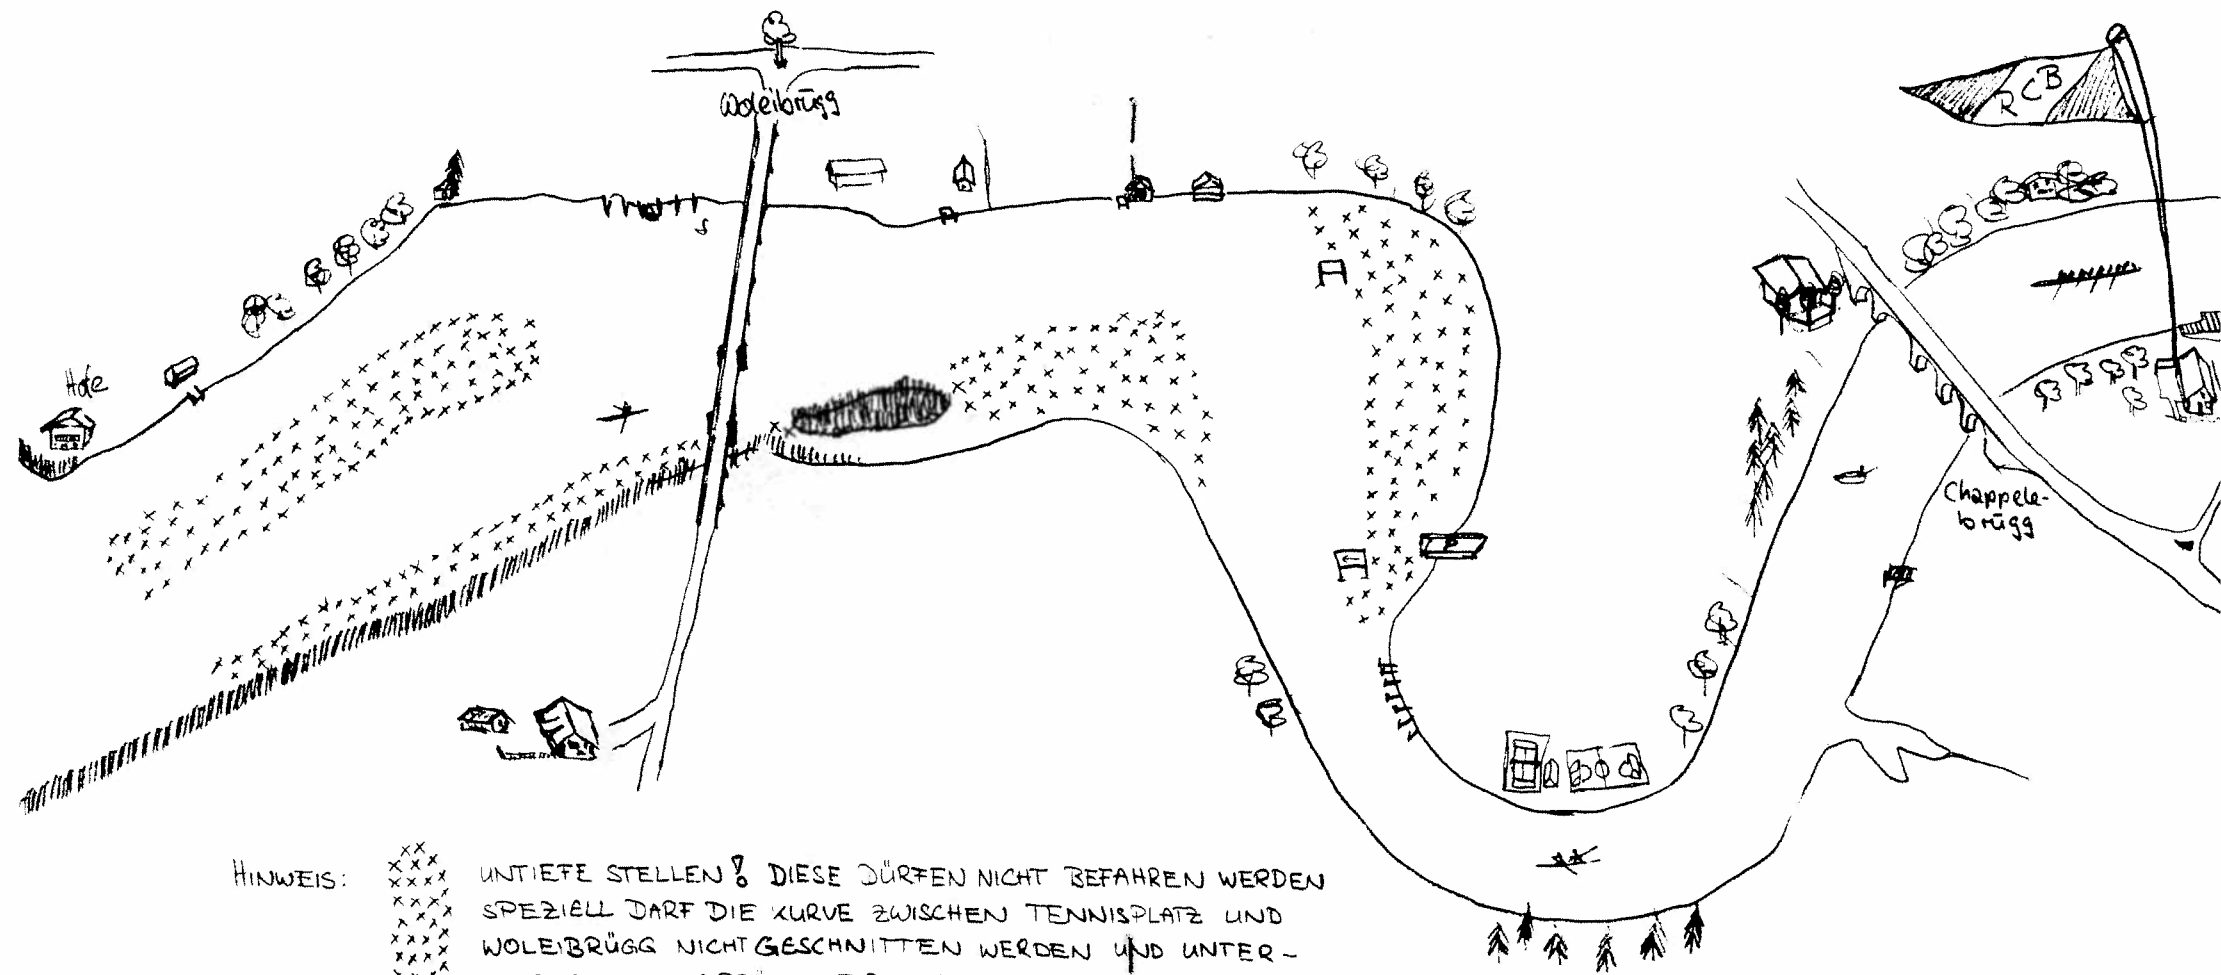 Woleibrügg
RCB
Hofe
Chappele-
brügg
HINWEIS: UNTIEFE STELLEN! DIESE DÜRFEN NICHT BEFAHREN WERDEN
SPEZIELL DARF DIE KURVE ZWISCHEN TENNISPLATZ UND
WOLEIBRÜGG NICHT GESCHNITTEN WERDEN UND UNTER-